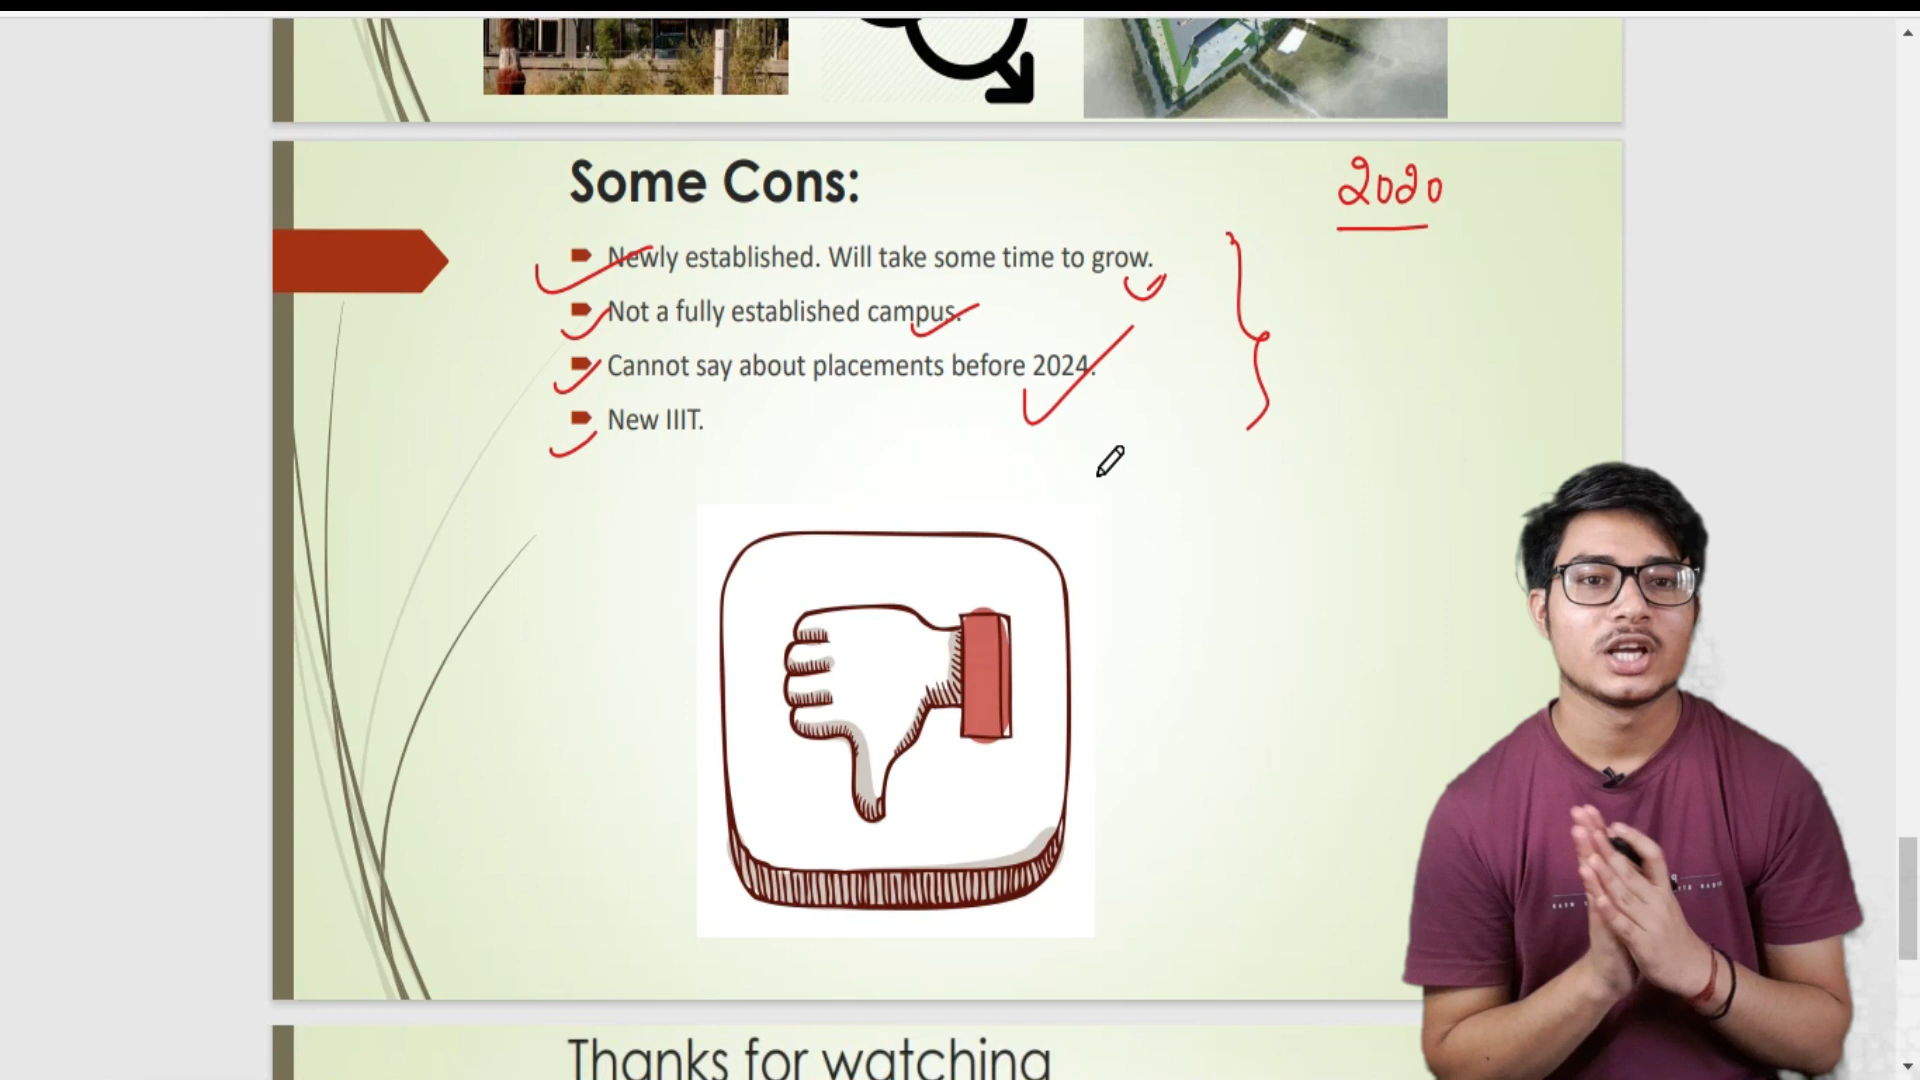 Some Cons:
2020
Newly established. Will take some time to grow.
Not a fully established campus.
Cannot say about placements before 2024.
New IIIT.
Thanks for watching